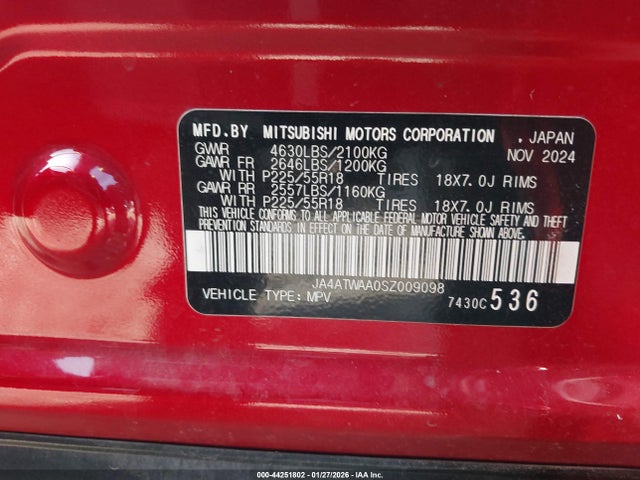 MFD.BY MITSUBISHI MOTORS CORPORATION , JAPAN
GVWR 4630LBS/2100KG NOV 2024
GAWR FR 2646LBS/1200KG
WITH P225/55R18 TIRES 18X7.0J RIMS
GAWR RR 2557LBS/1160KG
WITH P225/55R18 TIRES 18X7.0J RIMS
THIS VEHICLE CONFORMS TO ALL APPLICABLE FEDERAL MOTOR VEHICLE SAFETY AND THEFT
PREVENTION STANDARDS IN EFFECT ON THE DATE OF MANUFACTURE SHOWN ABOVE.
JA4ATWAA0SZ009098
VEHICLE TYPE: MPV 7430C 536
000-44251802 - 01/27/2026 - IAA Inc.